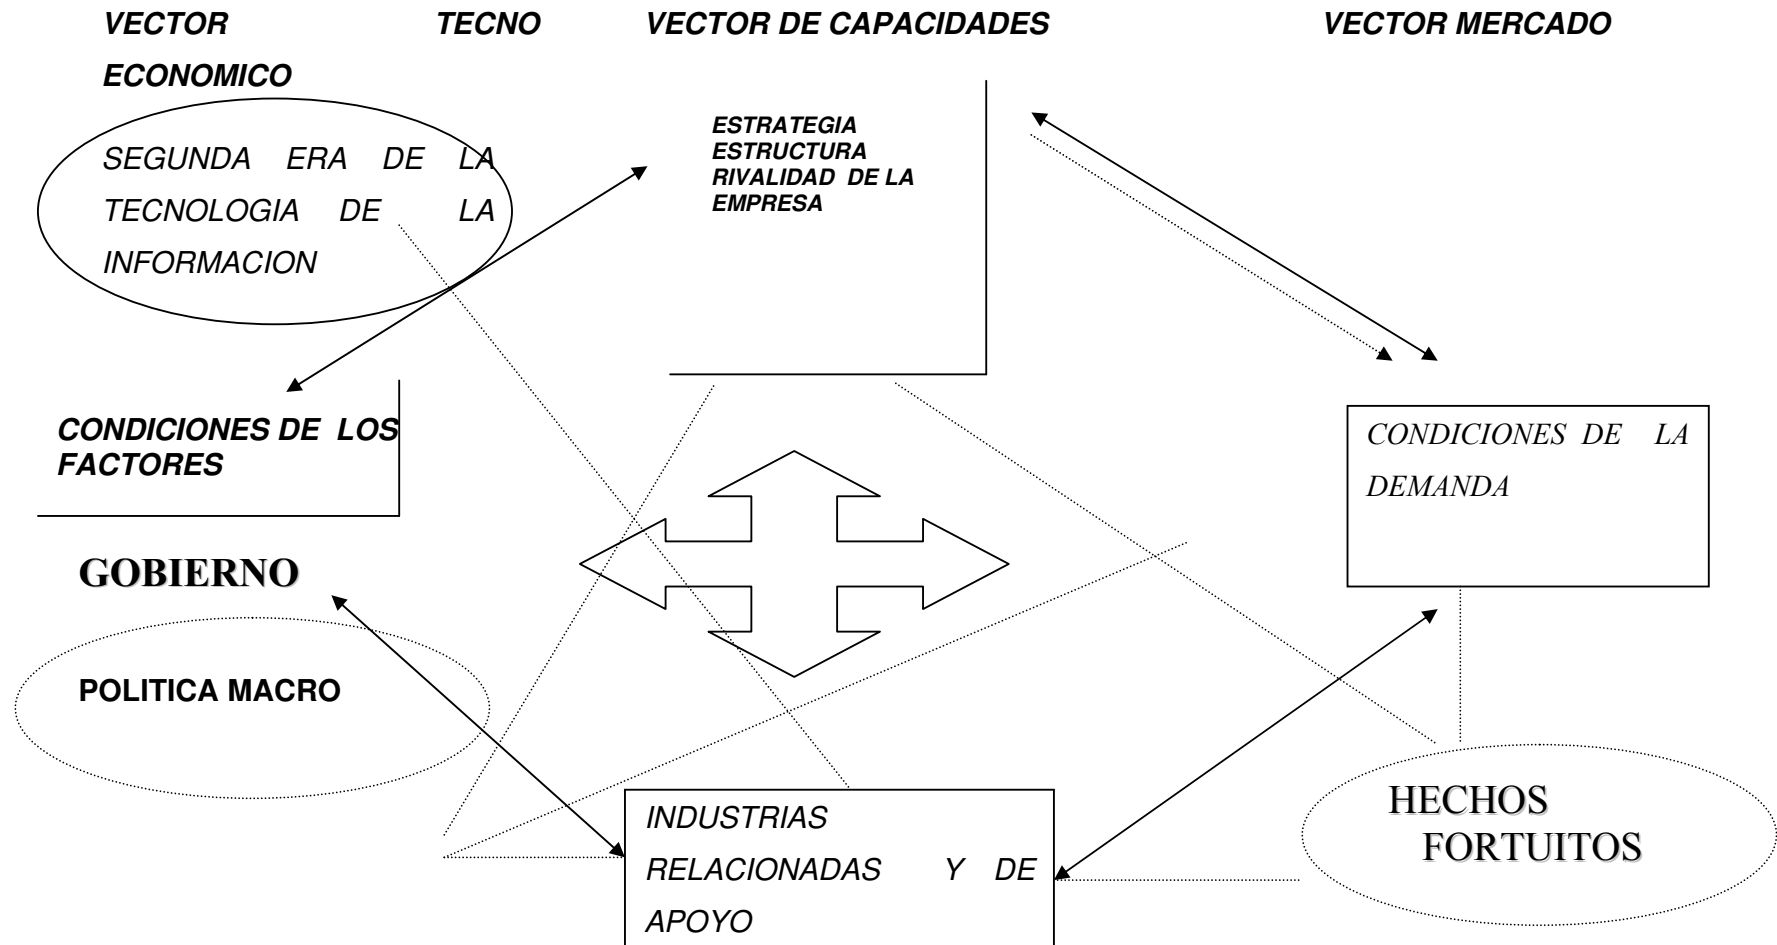 VECTOR TECNO
ECONOMICO
VECTOR DE CAPACIDADES
VECTOR MERCADO
SEGUNDA ERA DE LA
TECNOLOGIA DE LA
INFORMACION
ESTRATEGIA
ESTRUCTURA
RIVALIDAD DE LA
EMPRESA
CONDICIONES DE LOS
FACTORES
CONDICIONES DE LA
DEMANDA
GOBIERNO
POLITICA MACRO
INDUSTRIAS
RELACIONADAS Y DE
APOYO
HECHOS
FORTUITOS